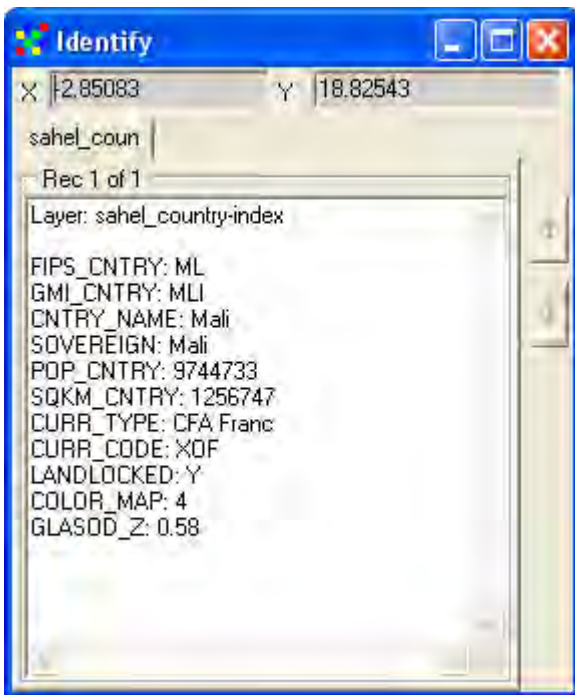 Identify
X -2.85083 Y 18.82543
sahel_coun
Rec 1 of 1
Layer: sahel_country-index
FIPS_CNTRY: ML
GMI_CNTRY: MLI
CNTRY_NAME: Mali
SOVEREIGN: Mali
POP_CNTRY: 9744733
SQKM_CNTRY: 1256747
CURR_TYPE: CFA Franc
CURR_CODE: XOF
LANDLOCKED: Y
COLOR_MAP: 4
GLASOD_Z: 0.58